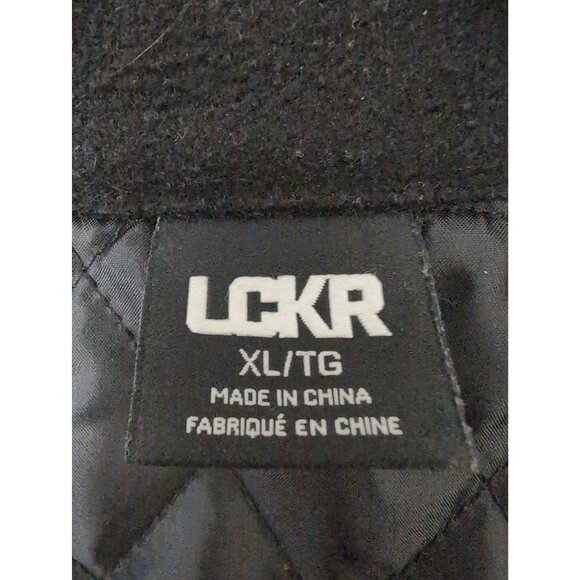 LCKR
XL/TG
MADE IN CHINA
FABRIQUÉ EN CHINE